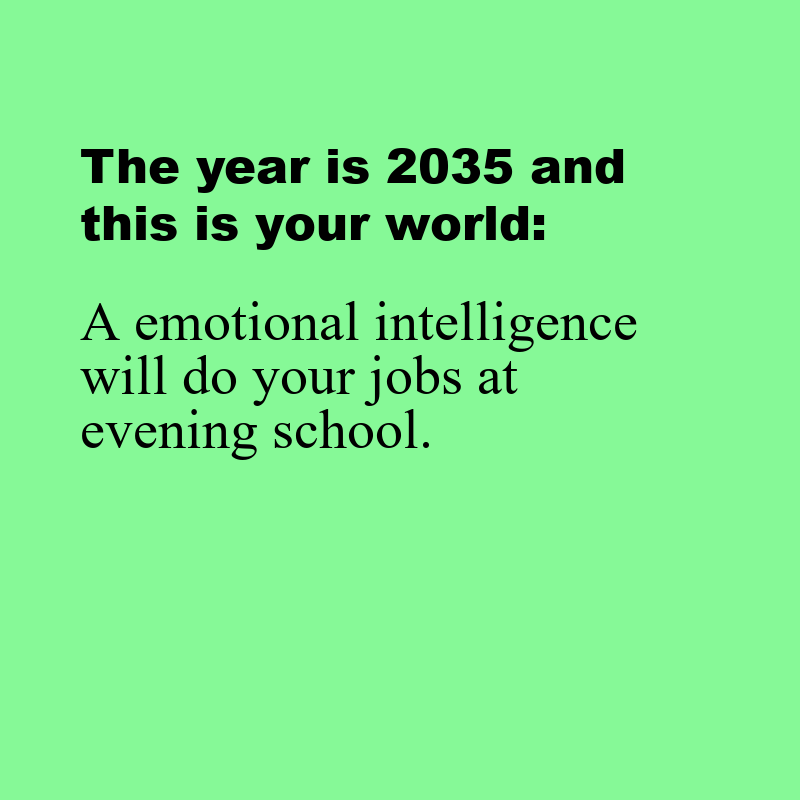 The year is 2035 and
this is your world:
A emotional intelligence
will do your jobs at
evening school.